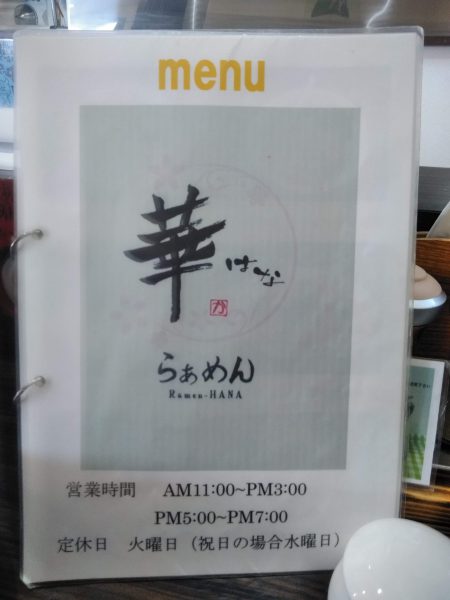 menu
華 はな
か
らぁめん
Ramen-HANA
営業時間 AM11:00~PM3:00
PM5:00~PM7:00
定休日 火曜日（祝日の場合水曜日）